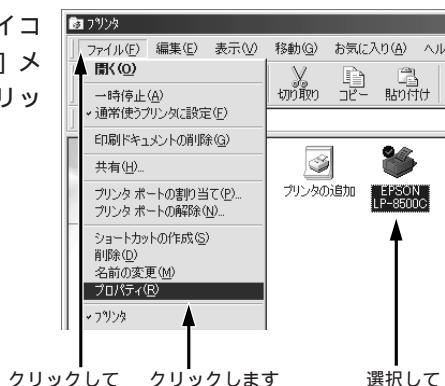 イコ
］メ
リッ
プリンタ
ファイル(F) 編集(E) 表示(V) 移動(G) お気に入り(A) ヘル
開く(O)
一時停止(A)
通常使うプリンタに設定(F)
印刷ドキュメントの削除(G)
共有(H)...
プリンタ ポートの割り当て(P)...
プリンタ ポートの解除(N)...
ショートカットの作成(S)
削除(D)
名前の変更(M)
プロパティ(R)
プリンタ
切り取り コピー 貼り付け
プリンタの追加
EPSON
LP-8500C
クリックして クリックします 選択して